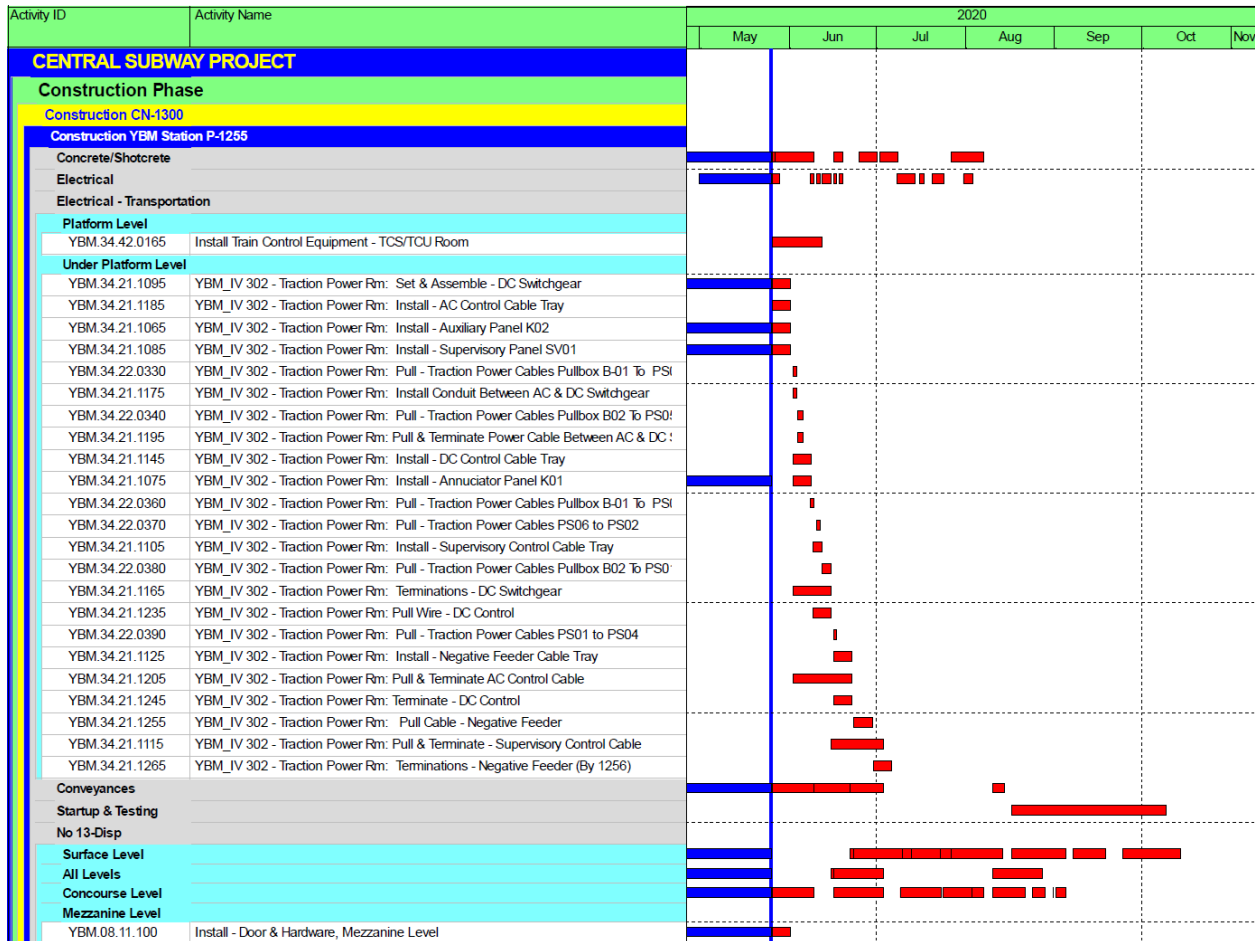 Activity ID Activity Name 2020
May Jun Jul Aug Sep Oct Nov
CENTRAL SUBWAY PROJECT
Construction Phase
Construction CN-1300
Construction YBM Station P-1255
Concrete/Shotcrete
Electrical
Electrical - Transportation
Platform Level
YBM.34.42.0165 Install Train Control Equipment - TCS/TCU Room
Under Platform Level
YBM.34.21.1095 YBM_IV 302 - Traction Power Rm: Set & Assemble - DC Switchgear
YBM.34.21.1185 YBM_IV 302 - Traction Power Rm: Install - AC Control Cable Tray
YBM.34.21.1065 YBM_IV 302 - Traction Power Rm: Install - Auxiliary Panel K02
YBM.34.21.1085 YBM_IV 302 - Traction Power Rm: Install - Supervisory Panel SV01
YBM.34.22.0330 YBM_IV 302 - Traction Power Rm: Pull - Traction Power Cables Pullbox B-01 To PS(
YBM.34.21.1175 YBM_IV 302 - Traction Power Rm: Install Conduit Between AC & DC Switchgear
YBM.34.22.0340 YBM_IV 302 - Traction Power Rm: Pull - Traction Power Cables Pullbox B02 To PS05
YBM.34.21.1195 YBM_IV 302 - Traction Power Rm: Pull & Terminate Power Cable Between AC & DC S
YBM.34.21.1145 YBM_IV 302 - Traction Power Rm: Install - DC Control Cable Tray
YBM.34.21.1075 YBM_IV 302 - Traction Power Rm: Install - Annuciator Panel K01
YBM.34.22.0360 YBM_IV 302 - Traction Power Rm: Pull - Traction Power Cables Pullbox B-01 To PS(
YBM.34.22.0370 YBM_IV 302 - Traction Power Rm: Pull - Traction Power Cables PS06 to PS02
YBM.34.21.1105 YBM_IV 302 - Traction Power Rm: Install - Supervisory Control Cable Tray
YBM.34.22.0380 YBM_IV 302 - Traction Power Rm: Pull - Traction Power Cables Pullbox B02 To PS0
YBM.34.21.1165 YBM_IV 302 - Traction Power Rm: Terminations - DC Switchgear
YBM.34.21.1235 YBM_IV 302 - Traction Power Rm: Pull Wire - DC Control
YBM.34.22.0390 YBM_IV 302 - Traction Power Rm: Pull - Traction Power Cables PS01 to PS04
YBM.34.21.1125 YBM_IV 302 - Traction Power Rm: Install - Negative Feeder Cable Tray
YBM.34.21.1205 YBM_IV 302 - Traction Power Rm: Pull & Terminate AC Control Cable
YBM.34.21.1245 YBM_IV 302 - Traction Power Rm: Terminate - DC Control
YBM.34.21.1255 YBM_IV 302 - Traction Power Rm: Pull Cable - Negative Feeder
YBM.34.21.1115 YBM_IV 302 - Traction Power Rm: Pull & Terminate - Supervisory Control Cable
YBM.34.21.1265 YBM_IV 302 - Traction Power Rm: Terminations - Negative Feeder (By 1256)
Conveyances
Startup & Testing
No 13-Disp
Surface Level
All Levels
Concourse Level
Mezzanine Level
YBM.08.11.100 Install - Door & Hardware, Mezzanine Level